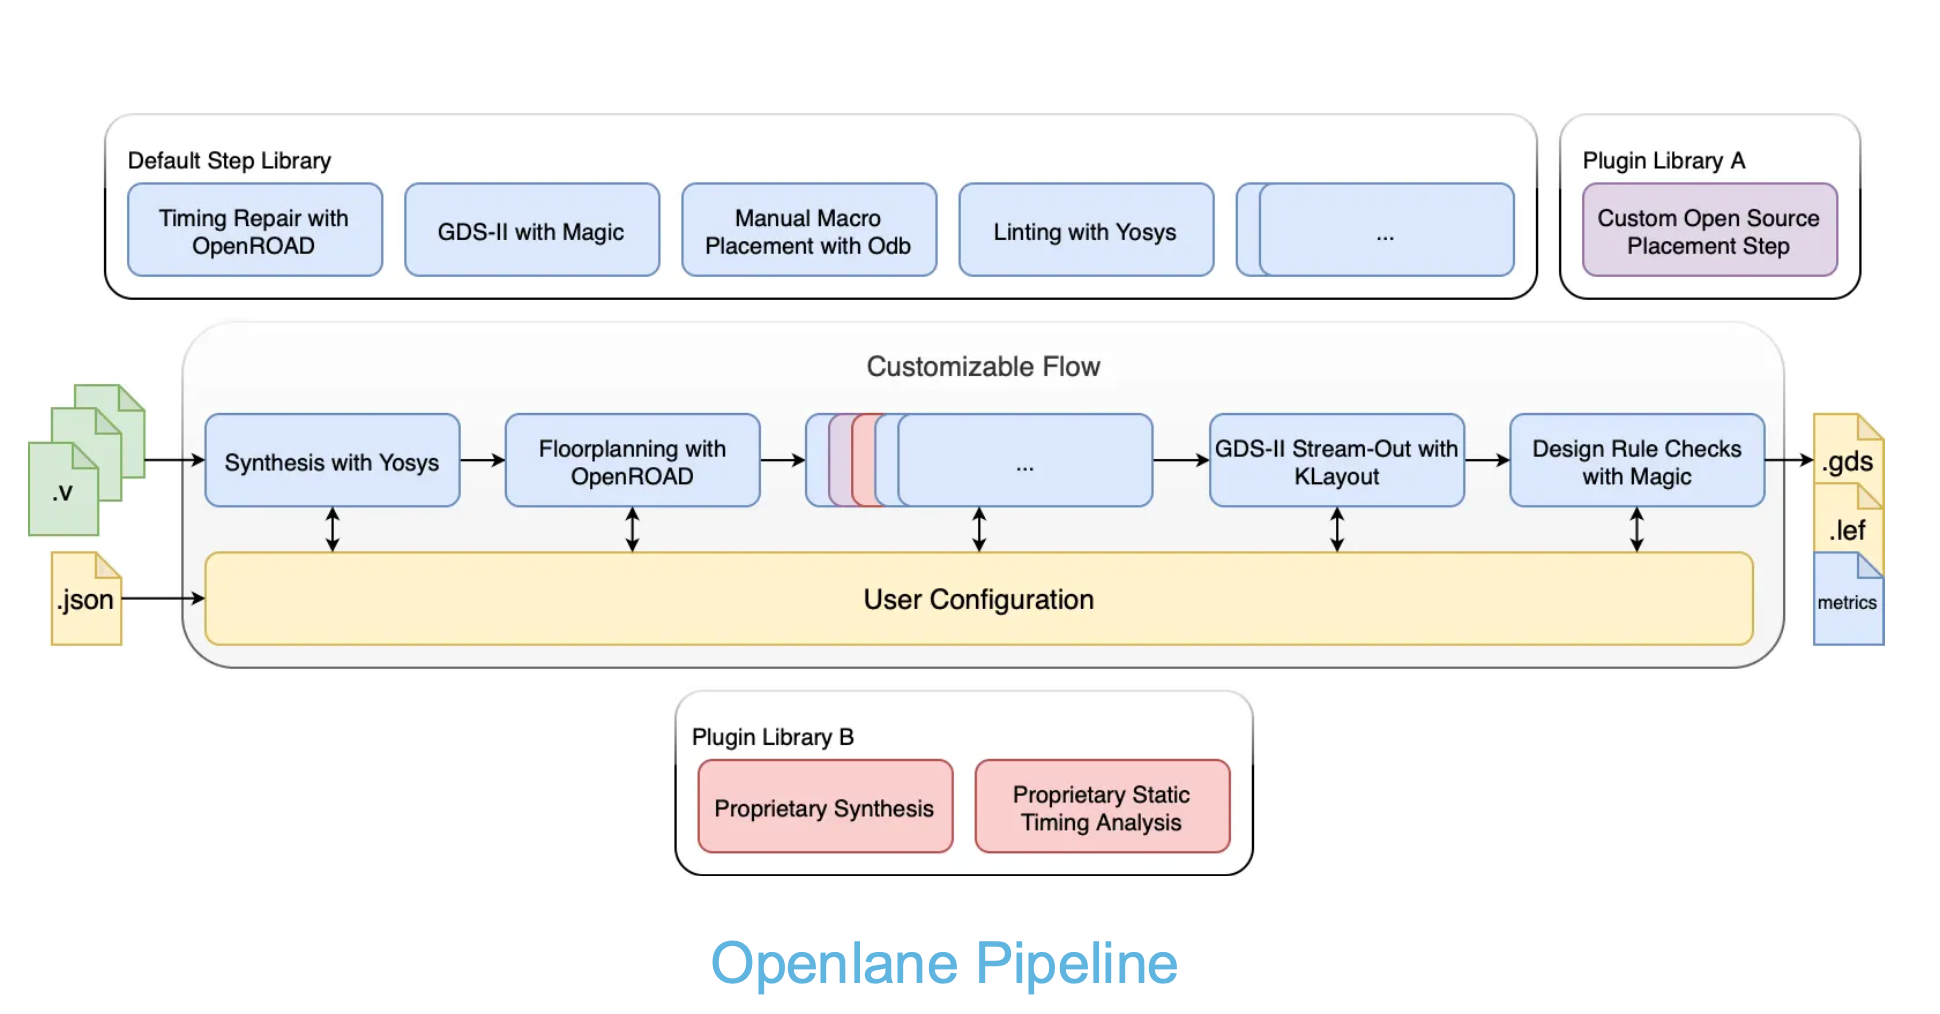 Default Step Library
Timing Repair with
OpenROAD
GDS-II with Magic
Manual Macro
Placement with Odb
Linting with Yosys
...
Plugin Library A
Custom Open Source
Placement Step
Customizable Flow
.v
Synthesis with Yosys
Floorplanning with
OpenROAD
...
GDS-II Stream-Out with
KLayout
Design Rule Checks
with Magic
.gds
.lef
metrics
.json
User Configuration
Plugin Library B
Proprietary Synthesis
Proprietary Static
Timing Analysis
Openlane Pipeline